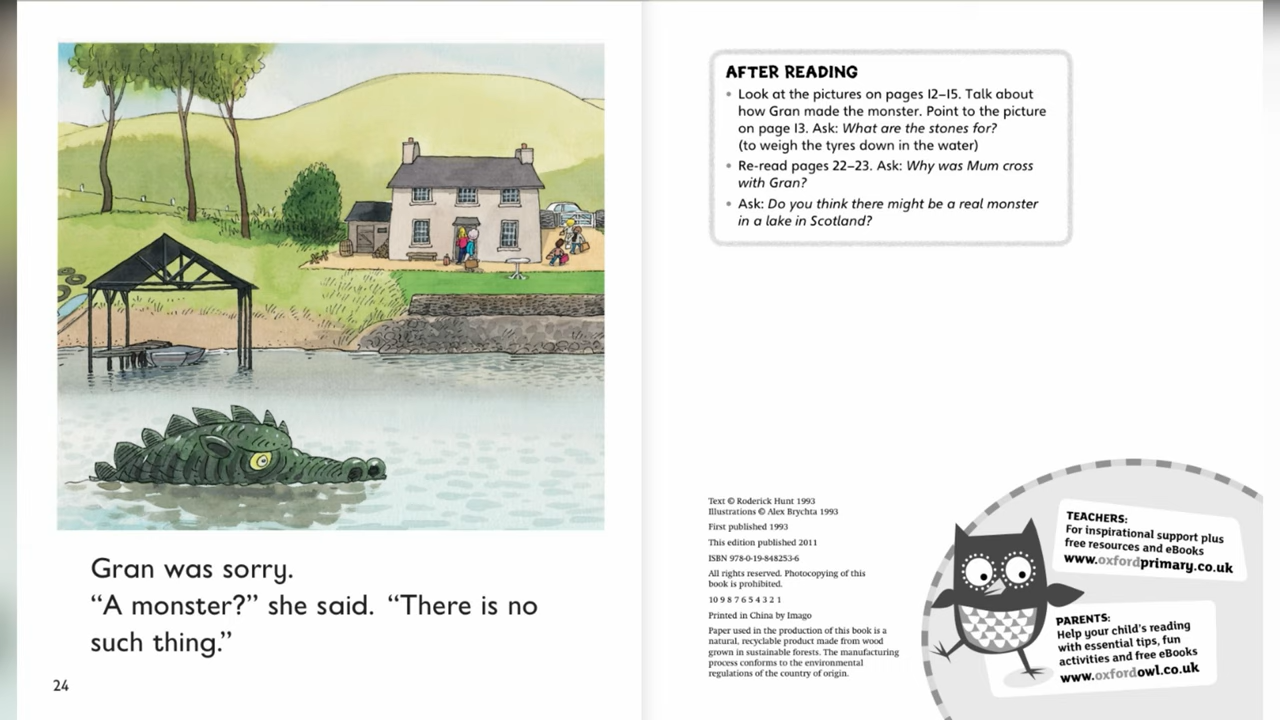 Gran was sorry.
“A monster?” she said. “There is no
such thing.”
24
AFTER READING
• Look at the pictures on pages 12–15. Talk about
how Gran made the monster. Point to the picture
on page 13. Ask: What are the stones for?
(to weigh the tyres down in the water)
• Re-read pages 22–23. Ask: Why was Mum cross
with Gran?
• Ask: Do you think there might be a real monster
in a lake in Scotland?
Text © Roderick Hunt 1993
Illustrations © Alex Brychta 1993
First published 1993
This edition published 2011
ISBN 978-0-19-848253-6
All rights reserved. Photocopying of this
book is prohibited.
10 9 8 7 6 5 4 3 2 1
Printed in China by Imago
Paper used in the production of this book is a
natural, recyclable product made from wood
grown in sustainable forests. The manufacturing
process conforms to the environmental
regulations of the country of origin.
TEACHERS:
For inspirational support plus
free resources and eBooks
www.oxfordprimary.co.uk
PARENTS:
Help your child's reading
with essential tips, fun
activities and free eBooks
www.oxfordowl.co.uk